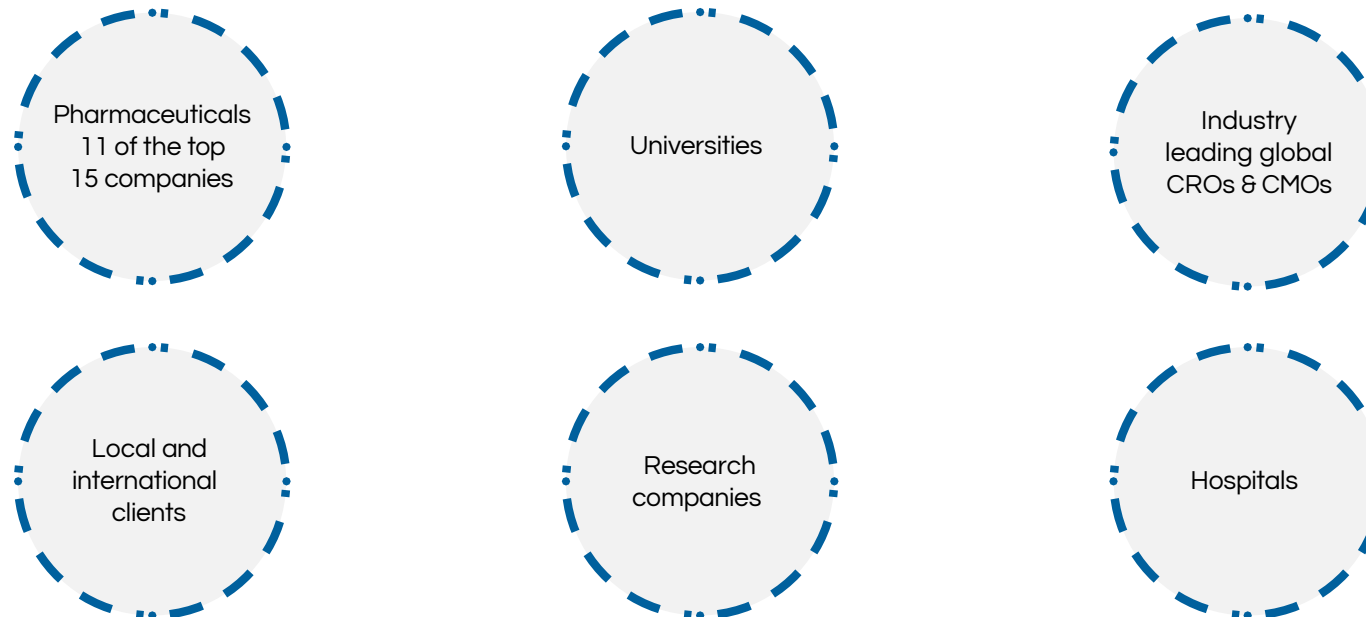 Pharmaceuticals
11 of the top
15 companies
Universities
Industry
leading global
CROs & CMOs
Local and
international
clients
Research
companies
Hospitals